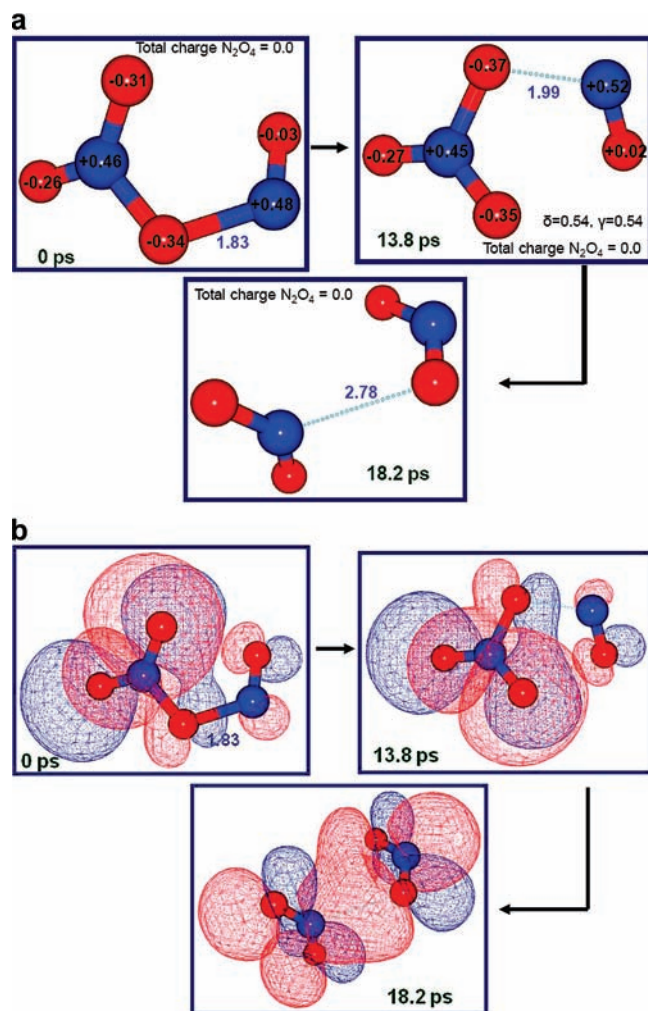 a
Total charge N₂O₄ = 0.0
-0.31
-0.03
-0.26
+0.46
+0.48
-0.34
1.83
0 ps
-0.37
+0.52
1.99
-0.27
+0.45
+0.02
-0.35
δ=0.54, γ=0.54
13.8 ps
Total charge N₂O₄ = 0.0
Total charge N₂O₄ = 0.0
2.78
18.2 ps
b
1.83
0 ps
13.8 ps
18.2 ps